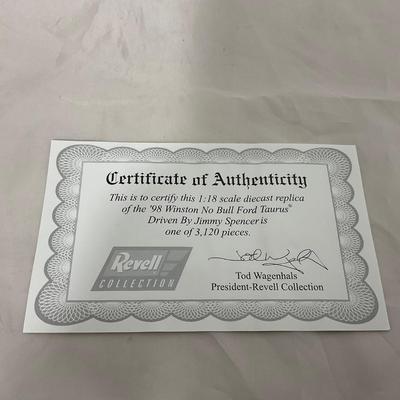 Certificate of Authenticity
This is to certify this 1:18 scale diecast replica
of the '98 Winston No Bull Ford Taurus
Driven By Jimmy Spencer is
one of 3,120 pieces.
Revell
COLLECTION
Tod Wagenhals
President-Revell Collection